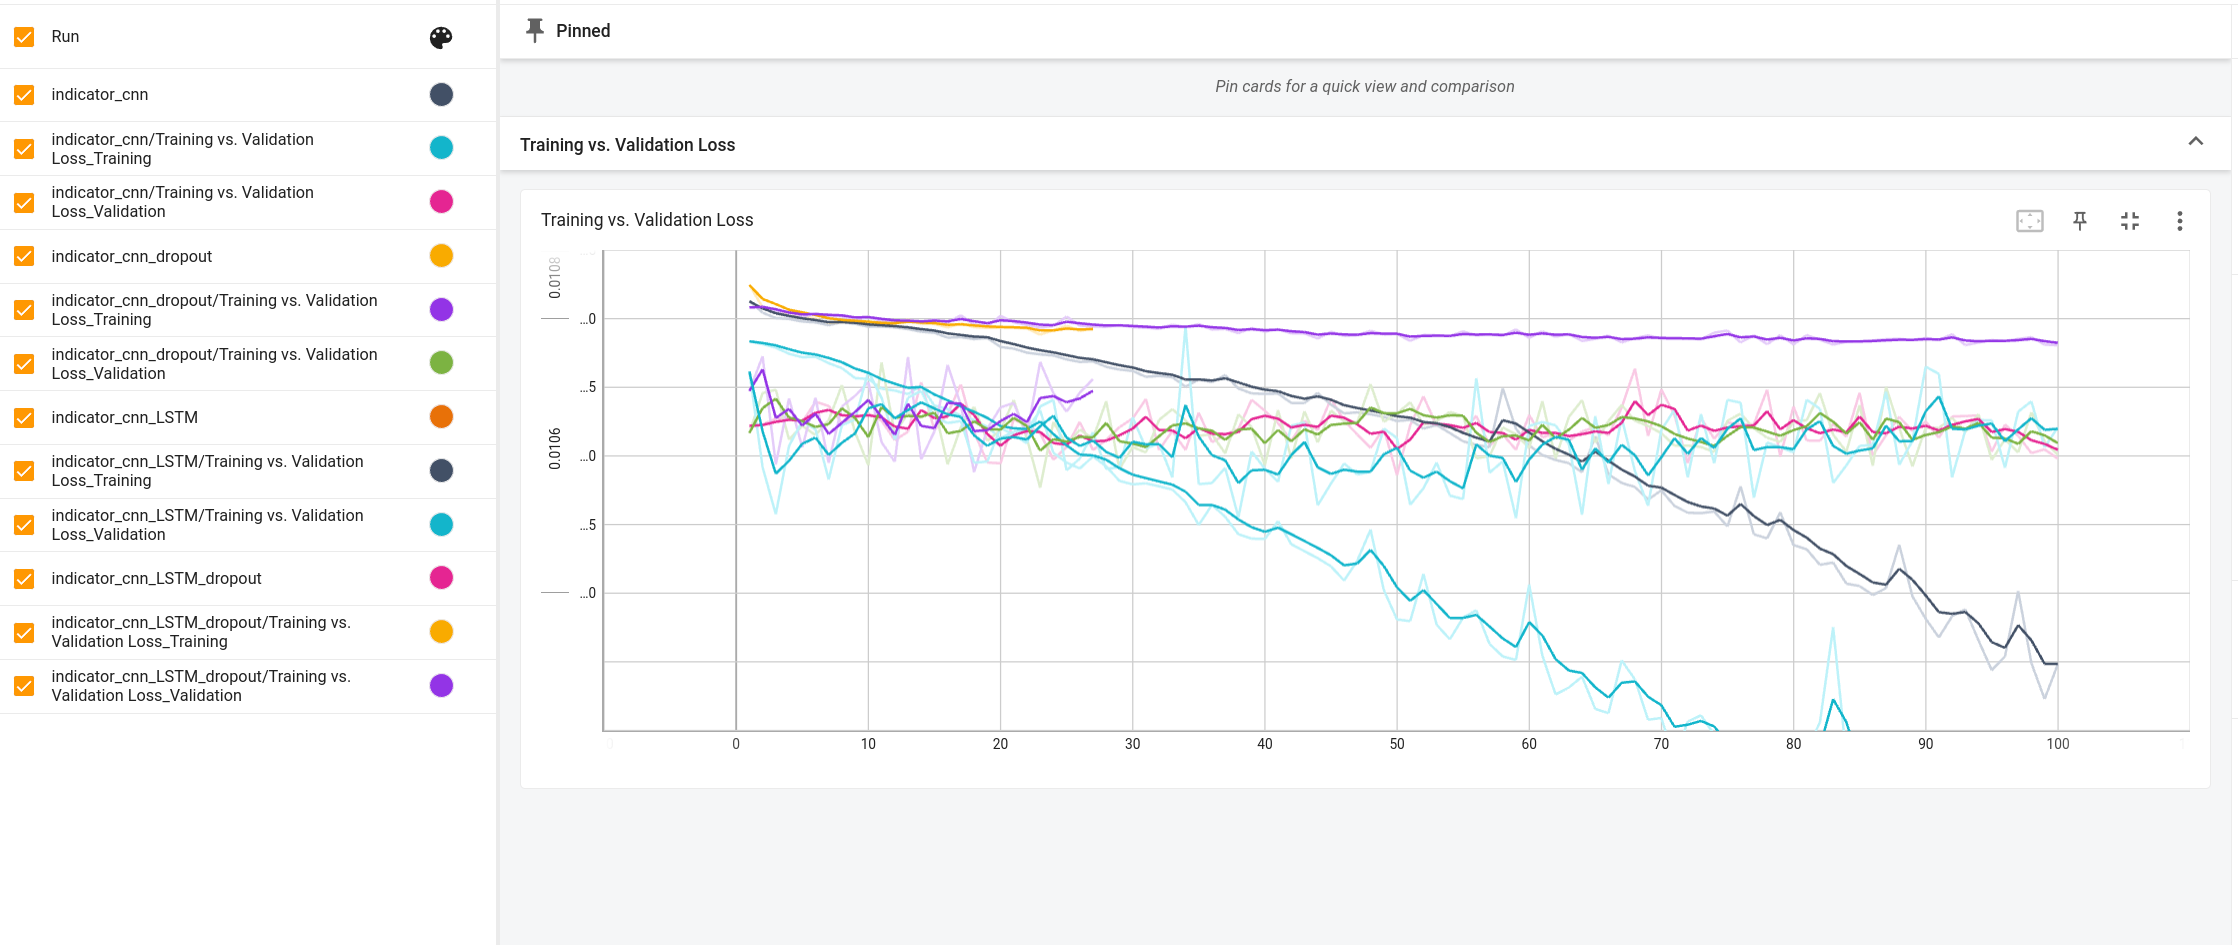 Run
indicator_cnn
indicator_cnn/Training vs. Validation
Loss_Training
indicator_cnn/Training vs. Validation
Loss_Validation
indicator_cnn_dropout
indicator_cnn_dropout/Training vs. Validation
Loss_Training
indicator_cnn_dropout/Training vs. Validation
Loss_Validation
indicator_cnn_LSTM
indicator_cnn_LSTM/Training vs. Validation
Loss_Training
indicator_cnn_LSTM/Training vs. Validation
Loss_Validation
indicator_cnn_LSTM_dropout
indicator_cnn_LSTM_dropout/Training vs.
Validation Loss_Training
indicator_cnn_LSTM_dropout/Training vs.
Validation Loss_Validation
Pinned
Pin cards for a quick view and comparison
Training vs. Validation Loss
Training vs. Validation Loss
0.0108
...0
...5
0.0106
...0
...5
...0
0 10 20 30 40 50 60 70 80 90 100